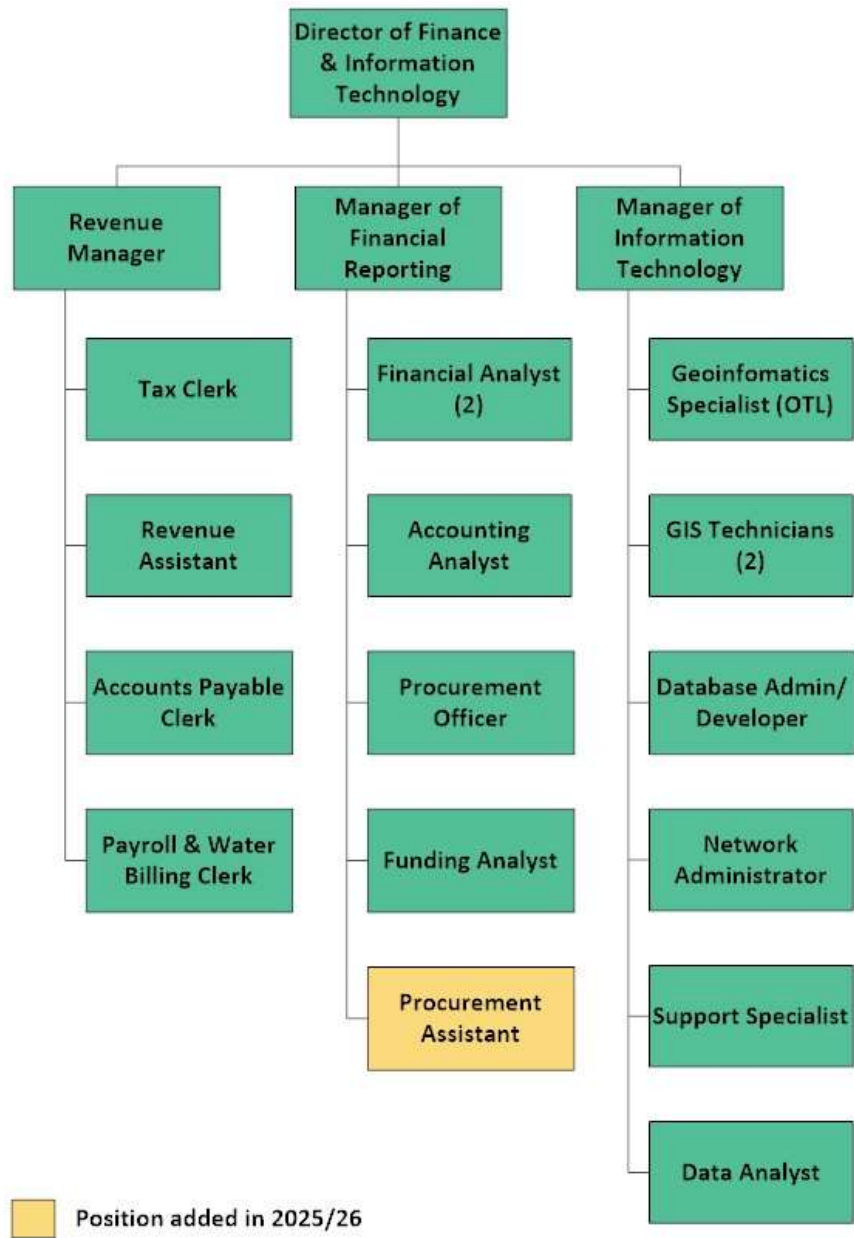 Director of Finance
& Information
Technology
Revenue
Manager
Manager of
Financial
Reporting
Manager of
Information
Technology
Tax Clerk
Revenue
Assistant
Accounts Payable
Clerk
Payroll & Water
Billing Clerk
Financial Analyst
(2)
Accounting
Analyst
Procurement
Officer
Funding Analyst
Procurement
Assistant
Geoinfomatics
Specialist (OTL)
GIS Technicians
(2)
Database Admin/
Developer
Network
Administrator
Support Specialist
Data Analyst
Position added in 2025/26